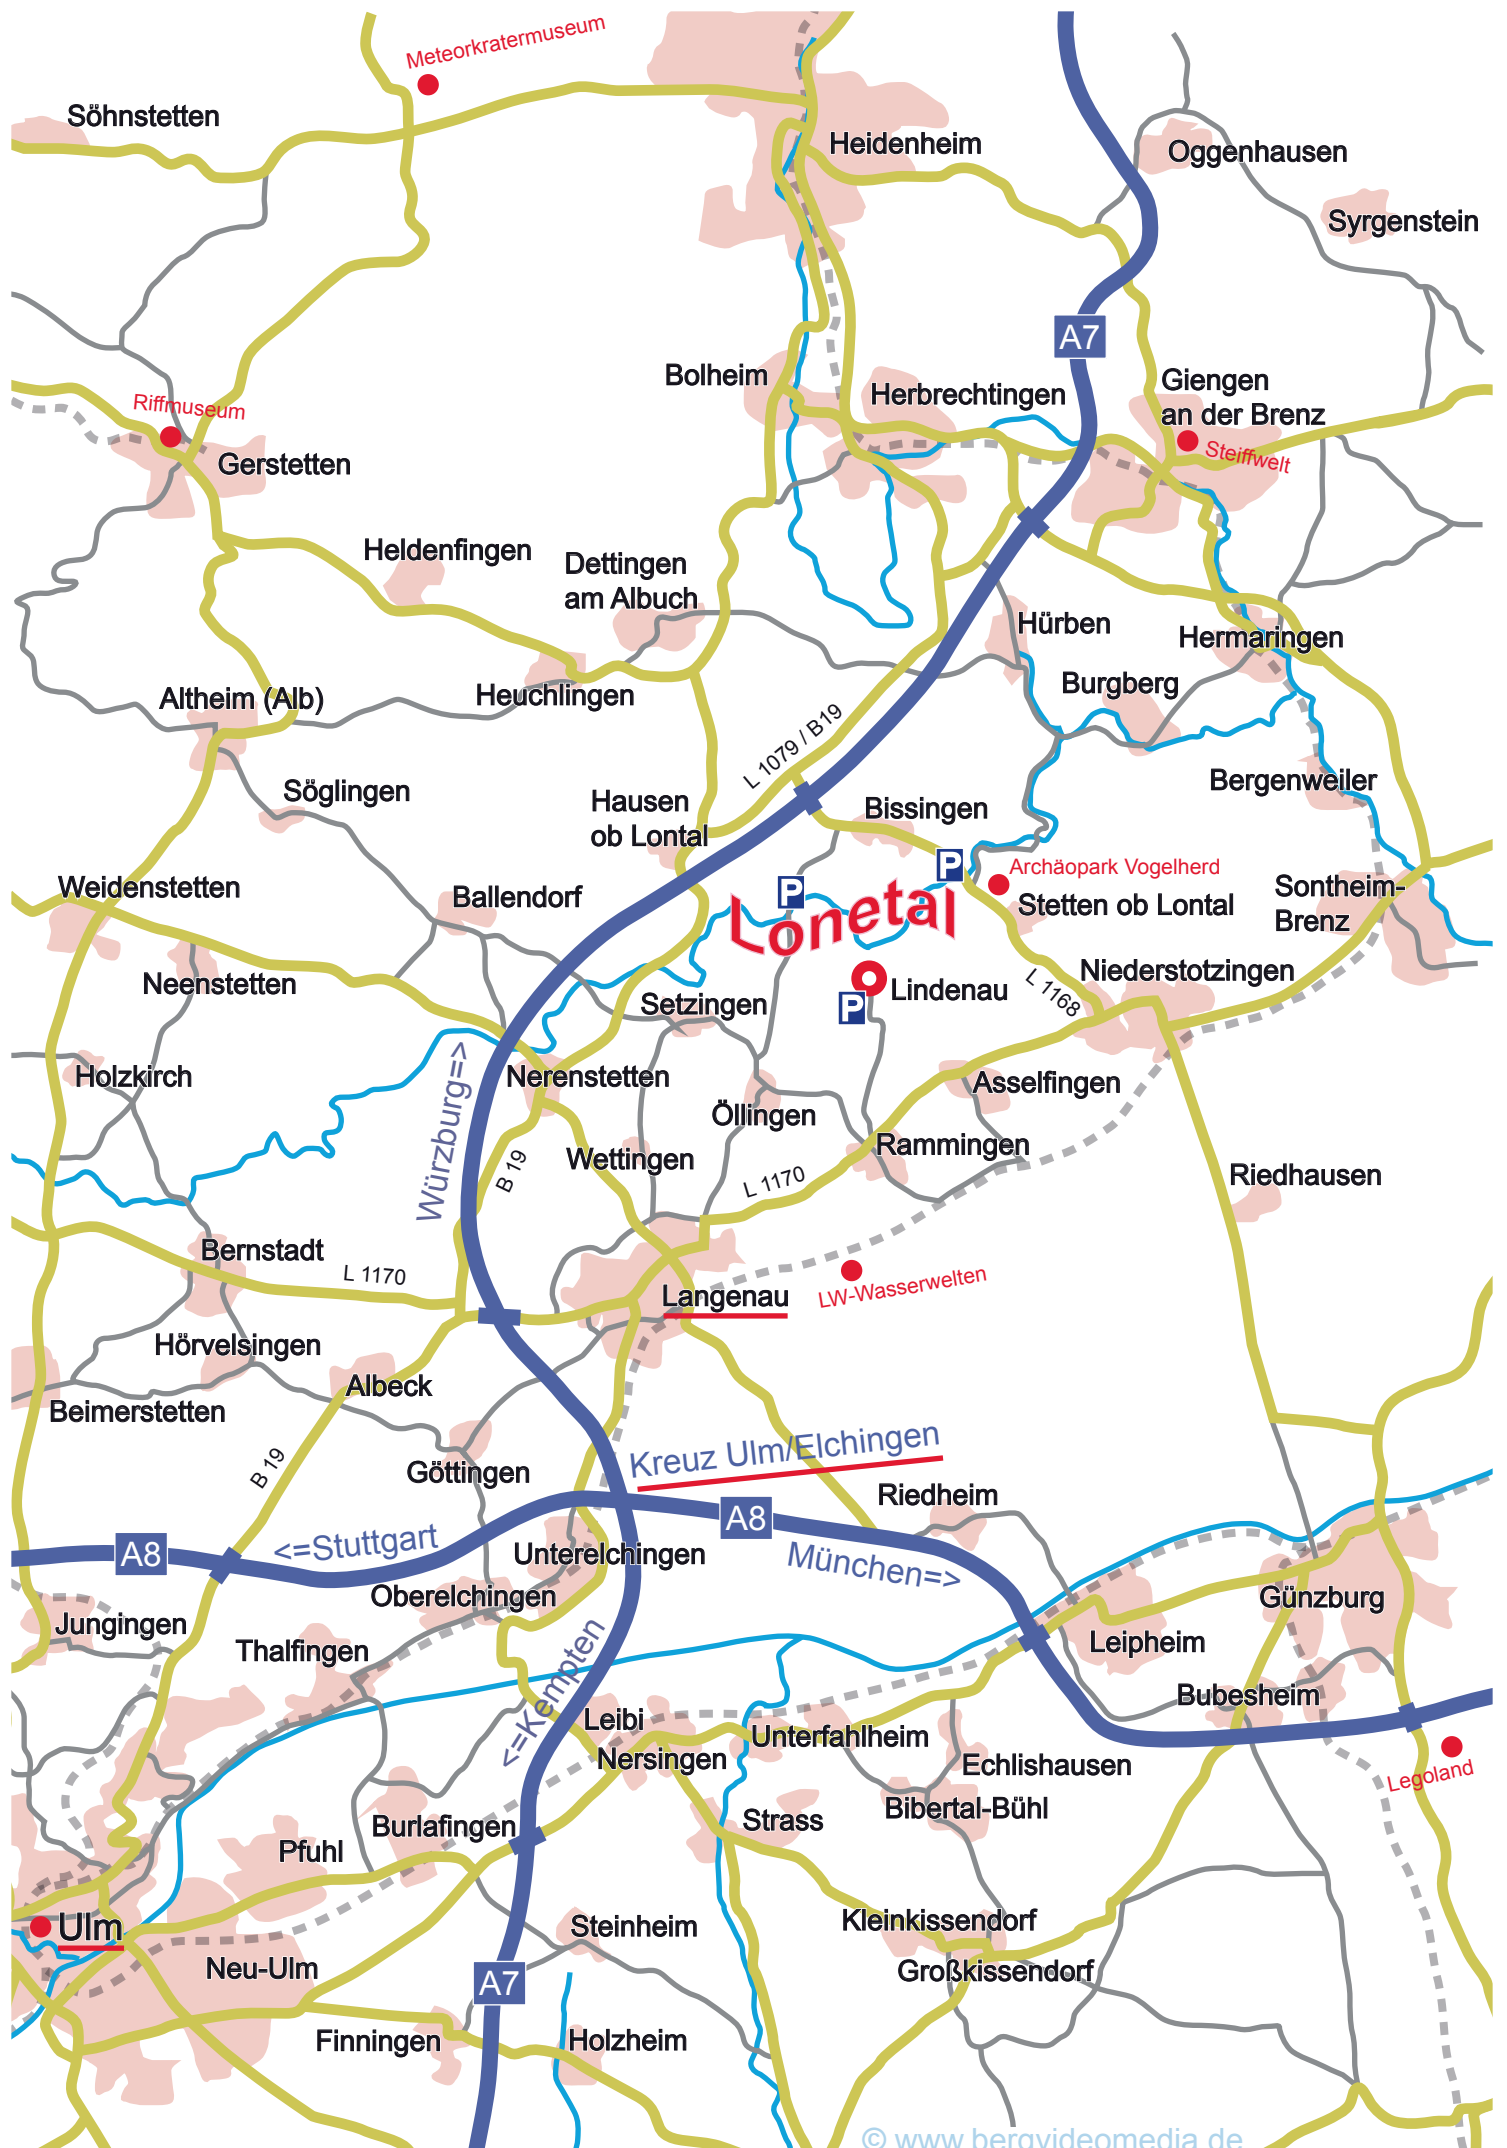 Meteorkratermuseum
Söhnstetten
Heidenheim
Oggenhausen
Syrgenstein
A7
Bolheim
Herbrechtingen
Giengen
an der Brenz
Riffmuseum
Steiffwelt
Gerstetten
Heldenfingen
Dettingen
am Albuch
Hürben
Hermaringen
Altheim (Alb)
Heuchlingen
Burgberg
L 1079 / B19
Söglingen
Hausen
ob Lontal
Bissingen
Bergenweiler
P
Archäopark Vogelherd
Weidenstetten
Ballendorf
P
Lonetal
Stetten ob Lontal
Sontheim-
Brenz
Neenstetten
Setzingen
Lindenau
P
L 1168
Niederstotzingen
Holzkirch
Würzburg=>
Nerenstetten
Öllingen
Asselfingen
B 19
Wettingen
L 1170
Rammingen
Riedhausen
Bernstadt
L 1170
Langenau
LW-Wasserwelten
Hörvelsingen
Albeck
Beimerstetten
B 19
Göttingen
Kreuz Ulm/Elchingen
Riedheim
A8
A8
<=Stuttgart
Unterelchingen
München=>
Oberelchingen
Günzburg
Jungingen
Thalfingen
<=Kempten
Leipheim
Leibi
Bubesheim
Nersingen
Unterfahlheim
Echlishausen
Legoland
Burlafingen
Strass
Bibertal-Bühl
Pfuhl
Ulm
Steinheim
Kleinkissendorf
Neu-Ulm
A7
Großkissendorf
Finningen
Holzheim
© www.bergvideomedia.de